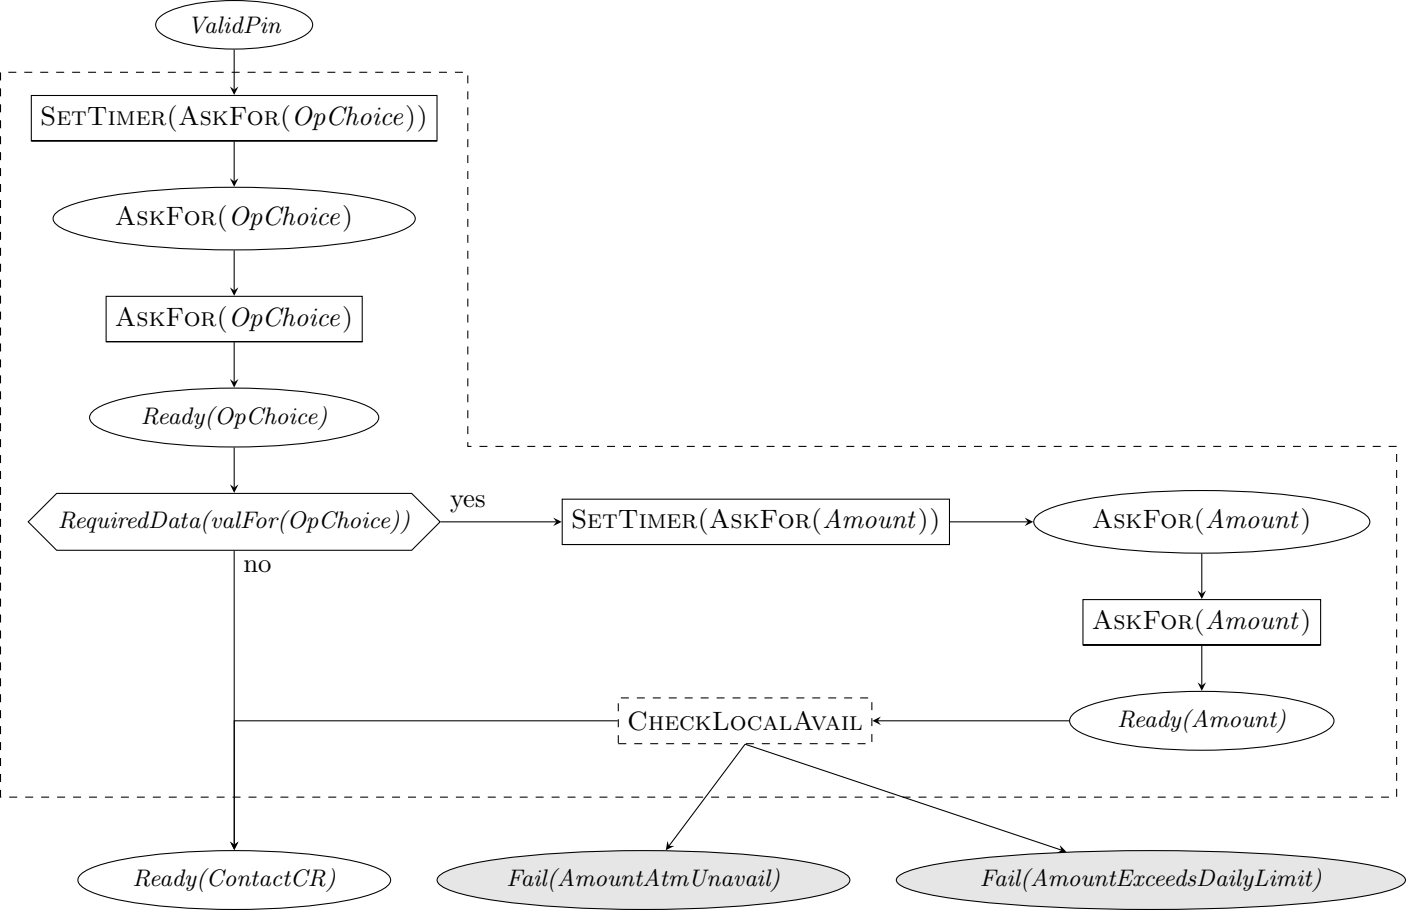 ValidPin
SetTimer(AskFor(OpChoice))
AskFor(OpChoice)
AskFor(OpChoice)
Ready(OpChoice)
RequiredData(valFor(OpChoice))
yes
SetTimer(AskFor(Amount))
AskFor(Amount)
no
AskFor(Amount)
CheckLocalAvail
Ready(Amount)
Ready(ContactCR)
Fail(AmountAtmUnavail)
Fail(AmountExceedsDailyLimit)